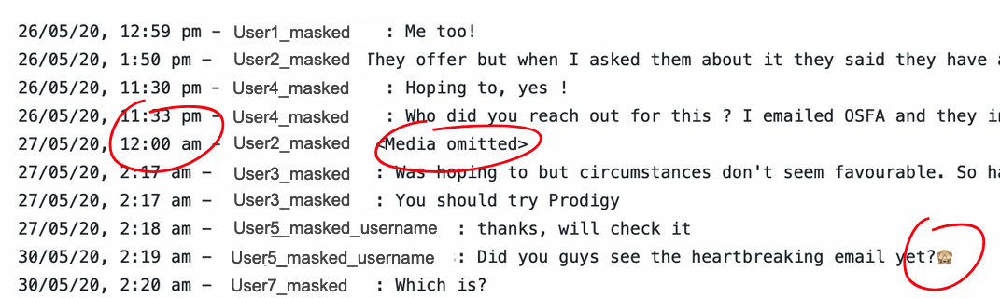 26/05/20, 12:59 pm – User1_masked : Me too!
26/05/20, 1:50 pm – User2_masked They offer but when I asked them about it they said they have
26/05/20, 11:30 pm – User4_masked : Hoping to, yes !
26/05/20, 11:33 pm – User4_masked : Who did you reach out for this ? I emailed OSFA and they
27/05/20, 12:00 am – User2_masked <Media omitted>
27/05/20, 2:17 am – User3_masked : Was hoping to but circumstances don't seem favourable. So
27/05/20, 2:17 am – User3_masked : You should try Prodigy
27/05/20, 2:18 am – User5_masked_username : thanks, will check it
30/05/20, 2:19 am – User5_masked_username : Did you guys see the heartbreaking email yet?🙈
30/05/20, 2:20 am – User7_masked : Which is?